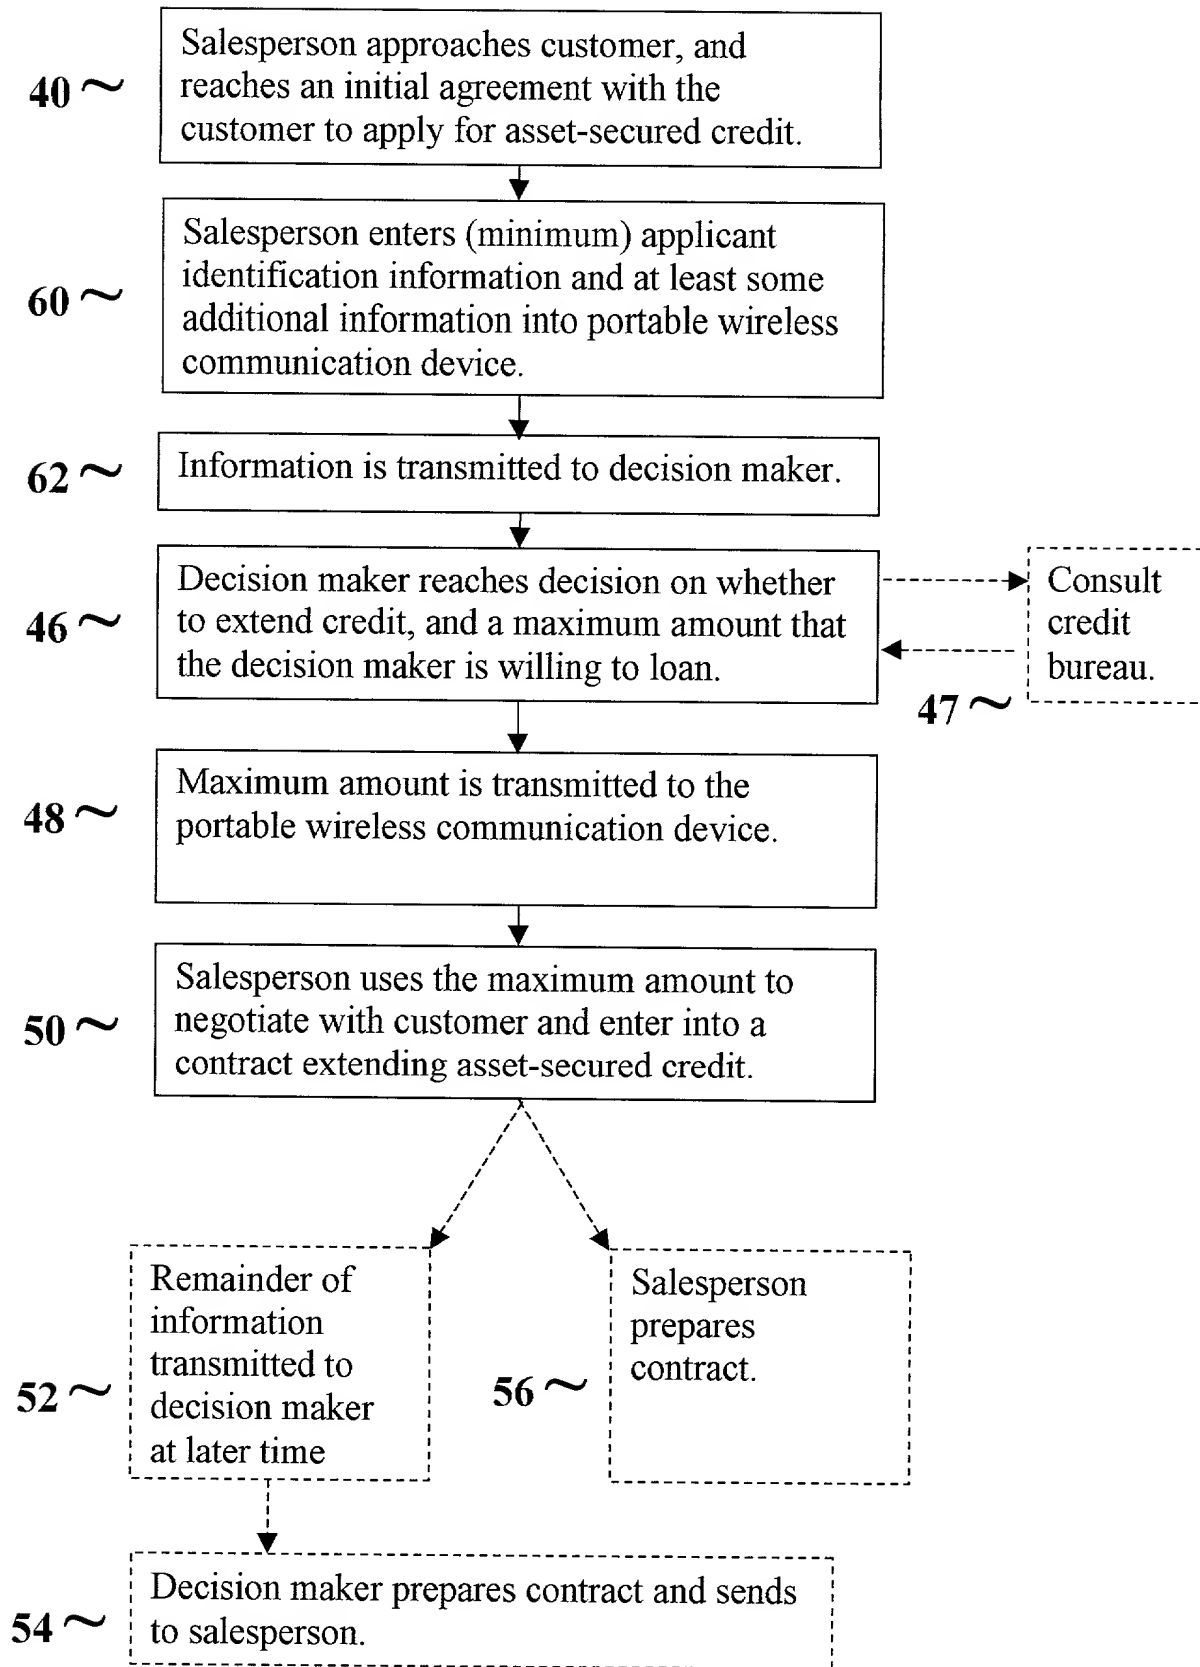 Salesperson approaches customer, and
reaches an initial agreement with the
customer to apply for asset-secured credit.
40 ~
Salesperson enters (minimum) applicant
identification information and at least some
additional information into portable wireless
communication device.
60 ~
Information is transmitted to decision maker.
62 ~
Decision maker reaches decision on whether
to extend credit, and a maximum amount that
the decision maker is willing to loan.
46 ~
Consult
credit
bureau.
47 ~
Maximum amount is transmitted to the
portable wireless communication device.
48 ~
Salesperson uses the maximum amount to
negotiate with customer and enter into a
contract extending asset-secured credit.
50 ~
Remainder of
information
transmitted to
decision maker
at later time
52 ~
Salesperson
prepares
contract.
56 ~
Decision maker prepares contract and sends
to salesperson.
54 ~